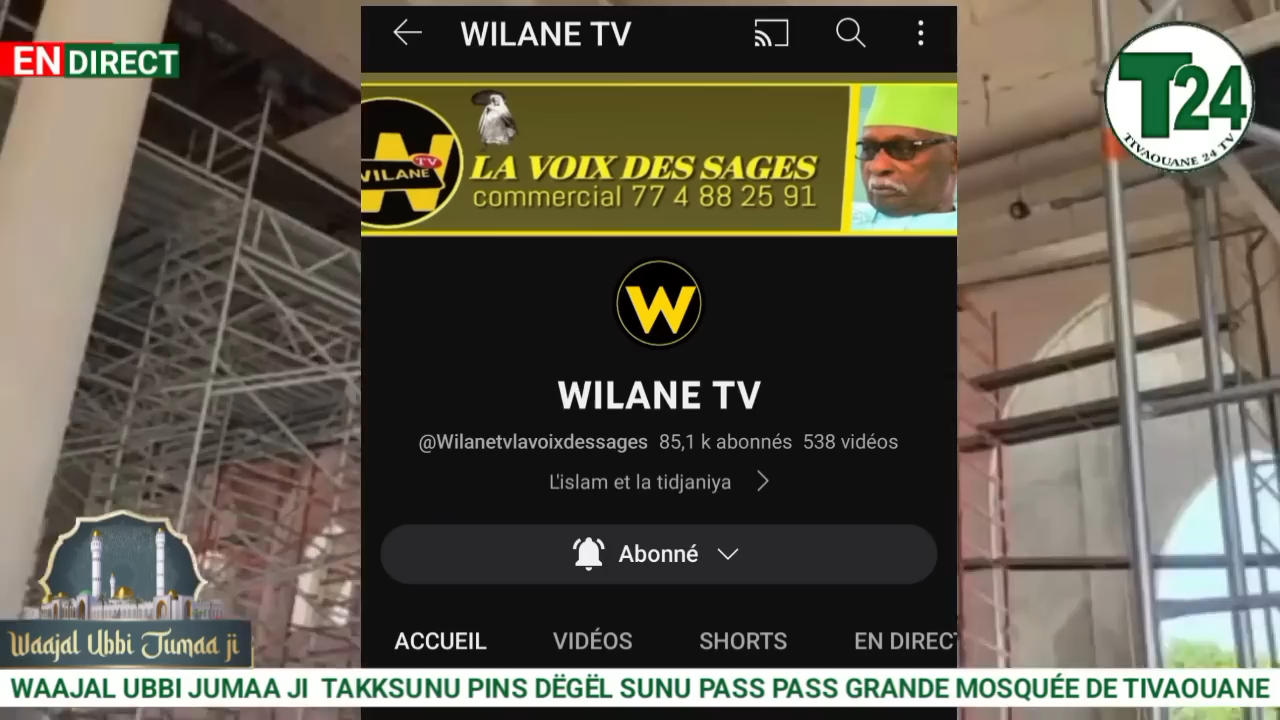 WILANE TV
EN DIRECT
T24
TIVAOUANE 24 TV
W
TV
WILANE
LA VOIX DES SAGES
commercial 77 4 88 25 91
W
WILANE TV
@Wilanetvlavoixdessages 85,1 k abonnés 538 vidéos
L'islam et la tidjaniya
Abonné
ACCUEIL VIDÉOS SHORTS EN DIRECT
Waajal Ubbi Jumaa ji
WAAJAL UBBI JUMAA JI TAKKSUNU PINS DËGËL SUNU PASS PASS GRANDE MOSQUÉE DE TIVAOUANE